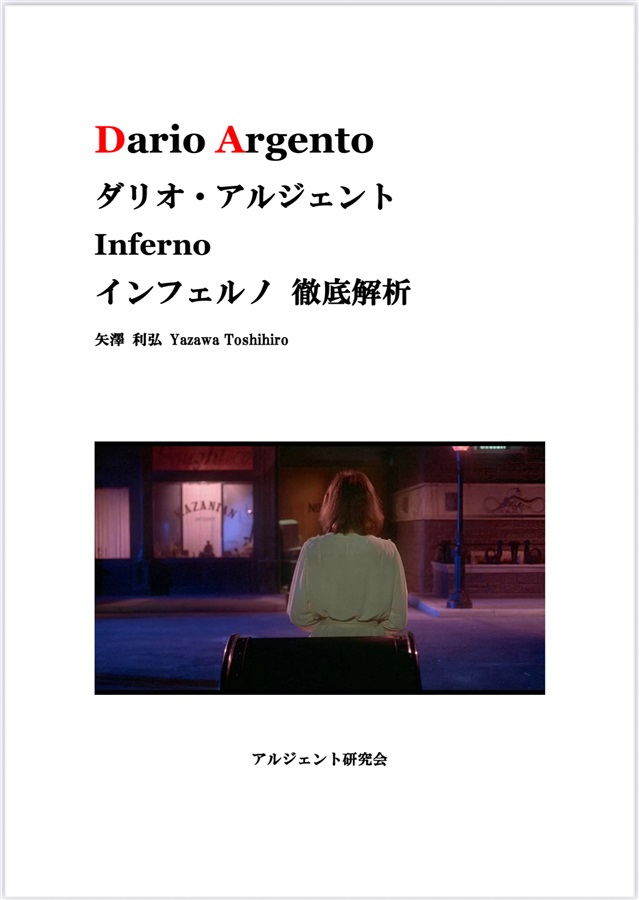 Dario Argento
ダリオ・アルジェント
Inferno
インフェルノ 徹底解析
矢澤 利弘 Yazawa Toshihiro
KAZANIAN
アルジェント研究会